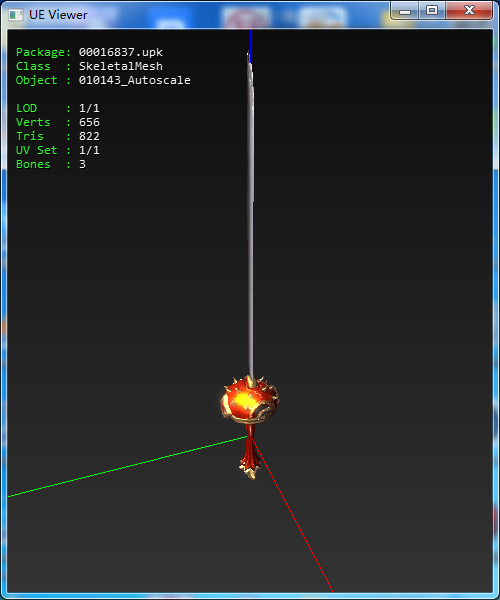 UE Viewer
Package: 00016837.upk
Class : SkeletalMesh
Object : 010143_Autoscale
LOD : 1/1
Verts : 656
Tris : 822
UV Set : 1/1
Bones : 3